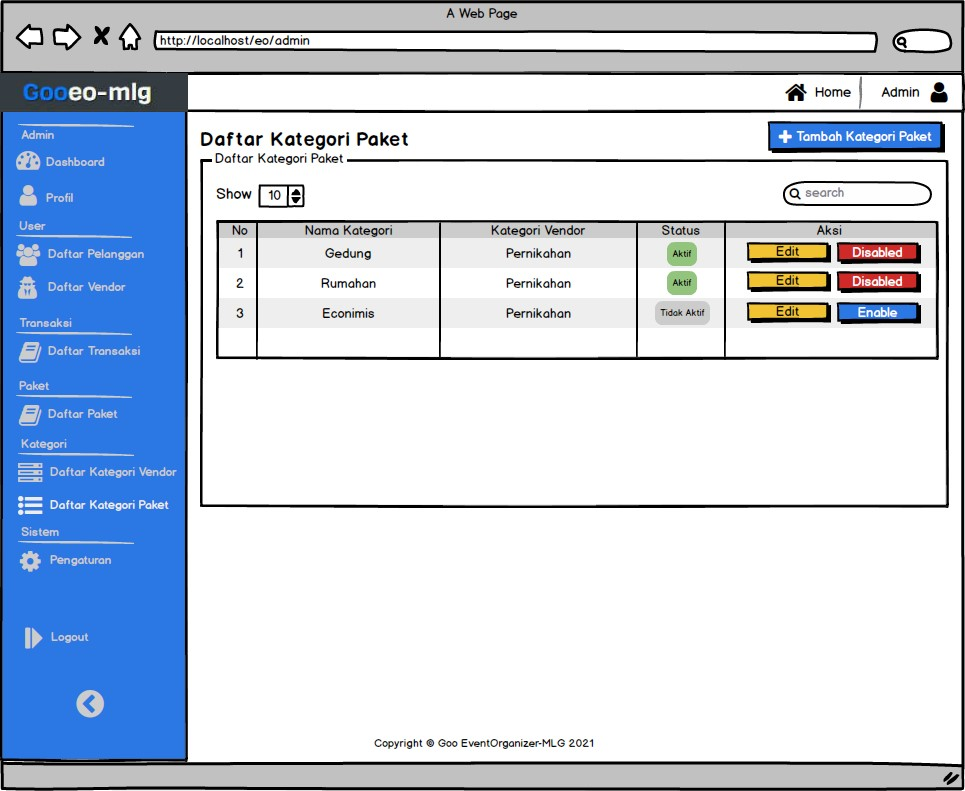 A Web Page
http://localhost/eo/admin
Gooeo-mlg
Home
Admin
Admin
Dashboard
Profil
User
Daftar Pelanggan
Daftar Vendor
Transaksi
Daftar Transaksi
Paket
Daftar Paket
Kategori
Daftar Kategori Vendor
Daftar Kategori Paket
Sistem
Pengaturan
Logout
Daftar Kategori Paket
Tambah Kategori Paket
Daftar Kategori Paket
Show 10
search
No Nama Kategori Kategori Vendor Status Aksi
1 Gedung Pernikahan Aktif Edit Disabled
2 Rumahan Pernikahan Aktif Edit Disabled
3 Econimis Pernikahan Tidak Aktif Edit Enable
Copyright © Goo EventOrganizer-MLG 2021